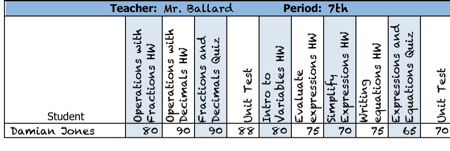 Teacher: Mr. Ballard Period: 7th
Student
Operations with Fractions HW
Operations with Decimals HW
Fractions and Decimals Quiz
Unit Test
Intro to Variables HW
Evaluate expressions HW
Simplify Expressions HW
Writing equations HW
Expressions and Equations Quiz
Unit Test
Damian Jones 80 90 90 88 80 75 70 75 65 70